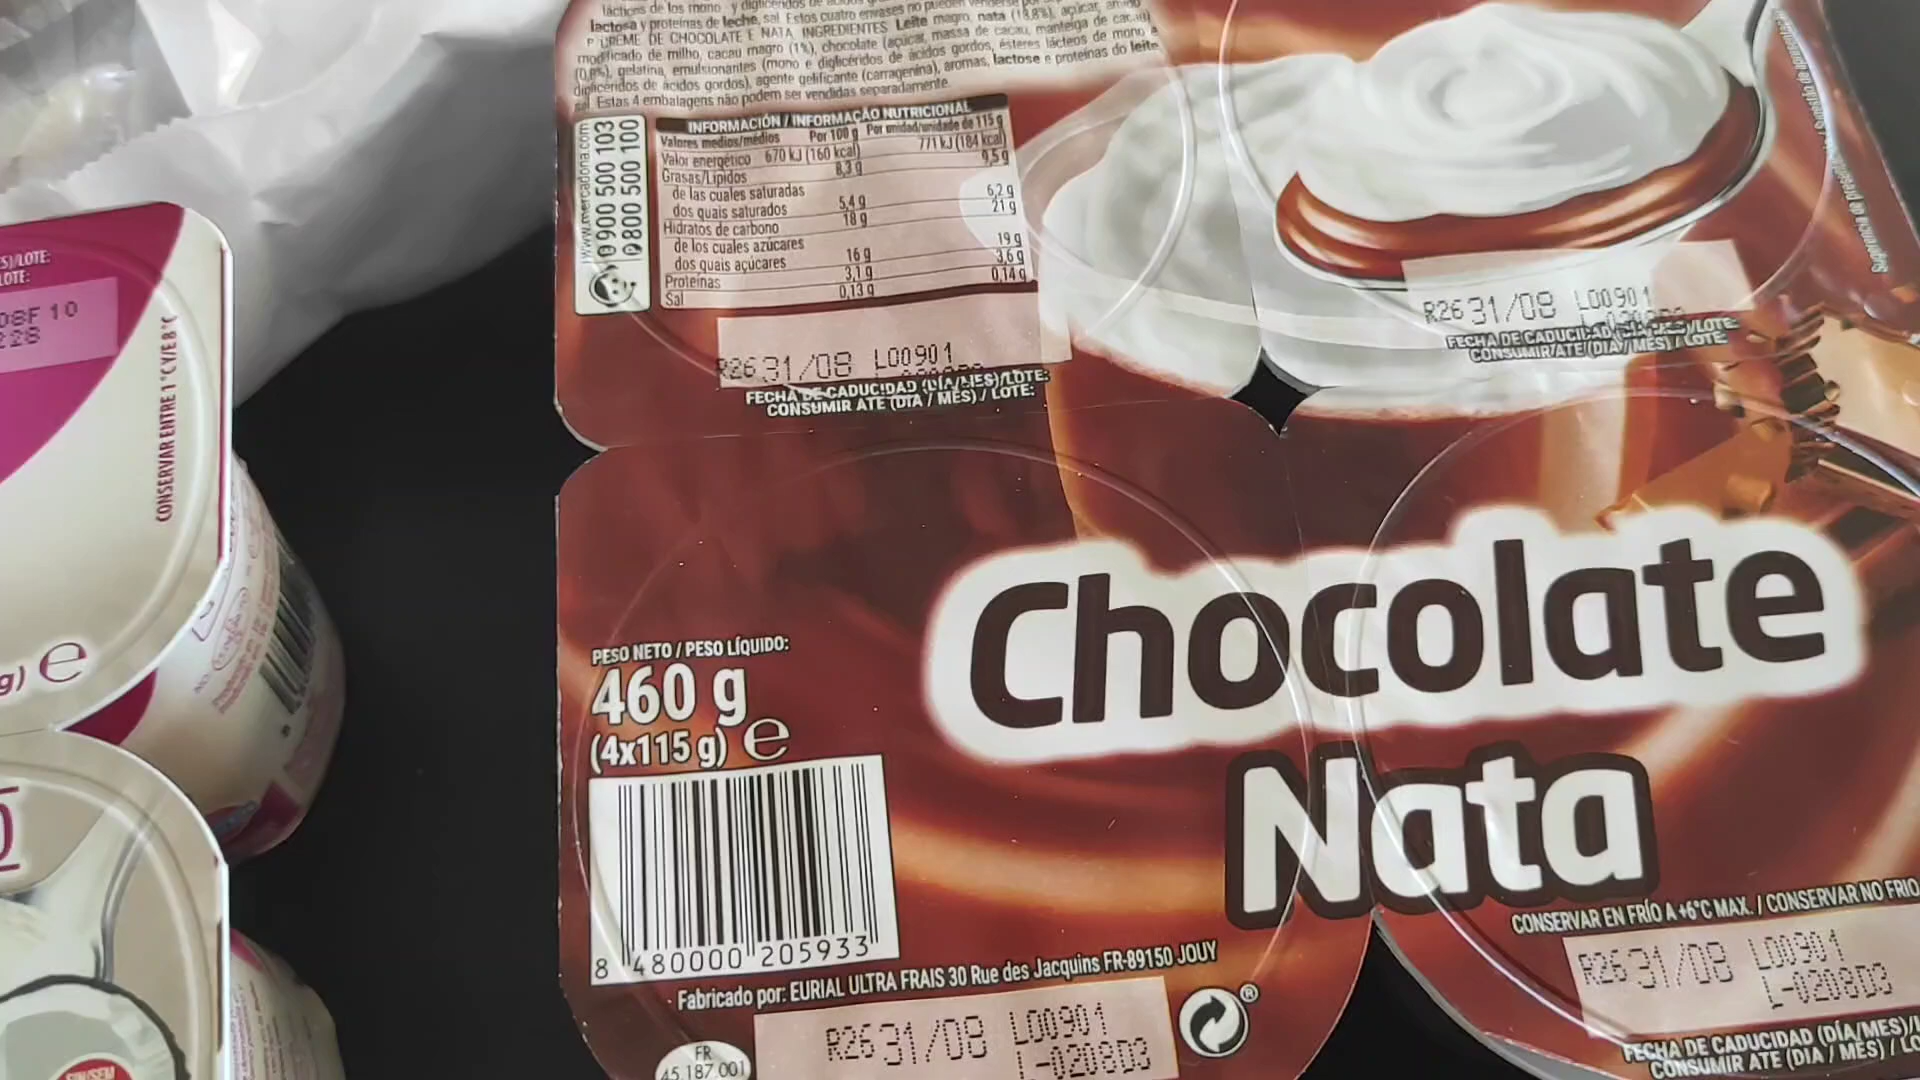 lactosa y proteínas de leche, sal. Estos cuatro envases no pueden venderse por
P CREME DE CHOCOLATE E NATA. INGREDIENTES: Leite magro, nata (18,8%), açúcar, amido
modificado de milho, cacau magro (1%), chocolate (açúcar, massa de cacau, manteiga de cacau)
gelatina, emulsionantes (mono e diglicéridos de ácidos gordos, ésteres lácteos de mono e
diglicéridos de ácidos gordos), agente gelificante (carragenina), aromas, lactose e proteínas do leite,
sal. Estas 4 embalagens não podem ser vendidas separadamente.
www.mercadona.com
900 500 103
800 500 100
INFORMACIÓN / INFORMAÇÃO NUTRICIONAL
Valores medios/médios Por 100 g Por unidad/unidade de 115 g
Valor energético 670 kJ (160 kcal) 771 kJ (184 kcal)
Grasas/Lípidos 8,3 g 9,5 g
de las cuales saturadas
dos quais saturados 5,4 g 6,2 g
Hidratos de carbono 18 g 21 g
de los cuales azúcares
dos quais açúcares 16 g 19 g
Proteínas 3,1 g 3,6 g
Sal 0,13 g 0,14 g
R26 31/08 L00901
FECHA DE CADUCIDAD (DÍA/MES)/LOTE:
CONSUMIR ATE (DIA / MÊS) / LOTE:
R26 31/08 L00901
FECHA DE CADUCIDAD (DÍA/MES)/LOTE:
CONSUMIR ATE (DIA / MÊS) / LOTE:
S)/LOTE:
LOTE:
08F 10
228
CONSERVAR ENTRE 1°C Y/E 8°C
g) e
PESO NETO / PESO LÍQUIDO:
460 g
(4x115 g) e
Chocolate
Nata
8 480000 205933
CONSERVAR EN FRÍO A +6°C MAX. / CONSERVAR NO FRIO
Fabricado por: EURIAL ULTRA FRAIS 30 Rue des Jacquins FR-89150 JOUY
R26 31/08 L00901
L-0208D3
FR
45.187.001
R26 31/08 L00901
L-0208D3
FECHA DE CADUCIDAD (DÍA/MES)/L
CONSUMIR ATE (DIA / MÊS) / LO
SIN/SEM